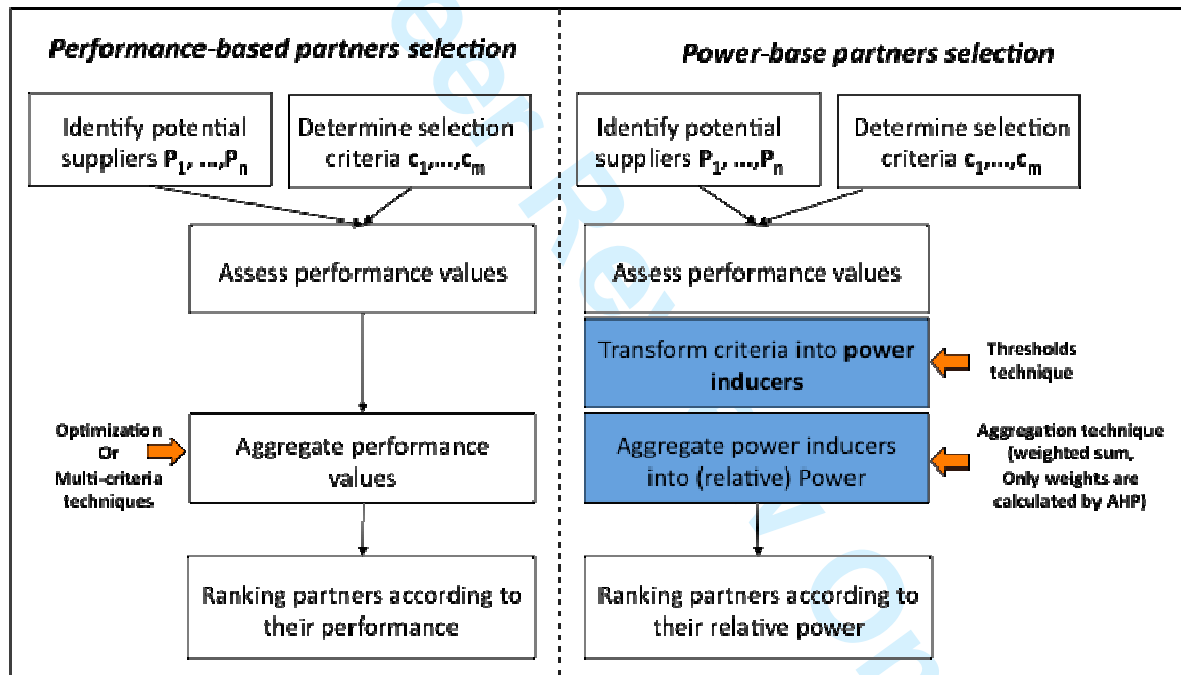 Performance-based partners selection
Identify potential
suppliers P1, ...,Pn
Determine selection
criteria c1,...,cm
Assess performance values
Optimization
Or
Multi-criteria
techniques
Aggregate performance
values
Ranking partners according to
their performance
Power-base partners selection
Identify potential
suppliers P1, ...,Pn
Determine selection
criteria c1,...,cm
Assess performance values
Transform criteria into power
inducers
Thresholds
technique
Aggregate power inducers
into (relative) Power
Aggregation technique
(weighted sum,
Only weights are
calculated by AHP)
Ranking partners according to
their relative power